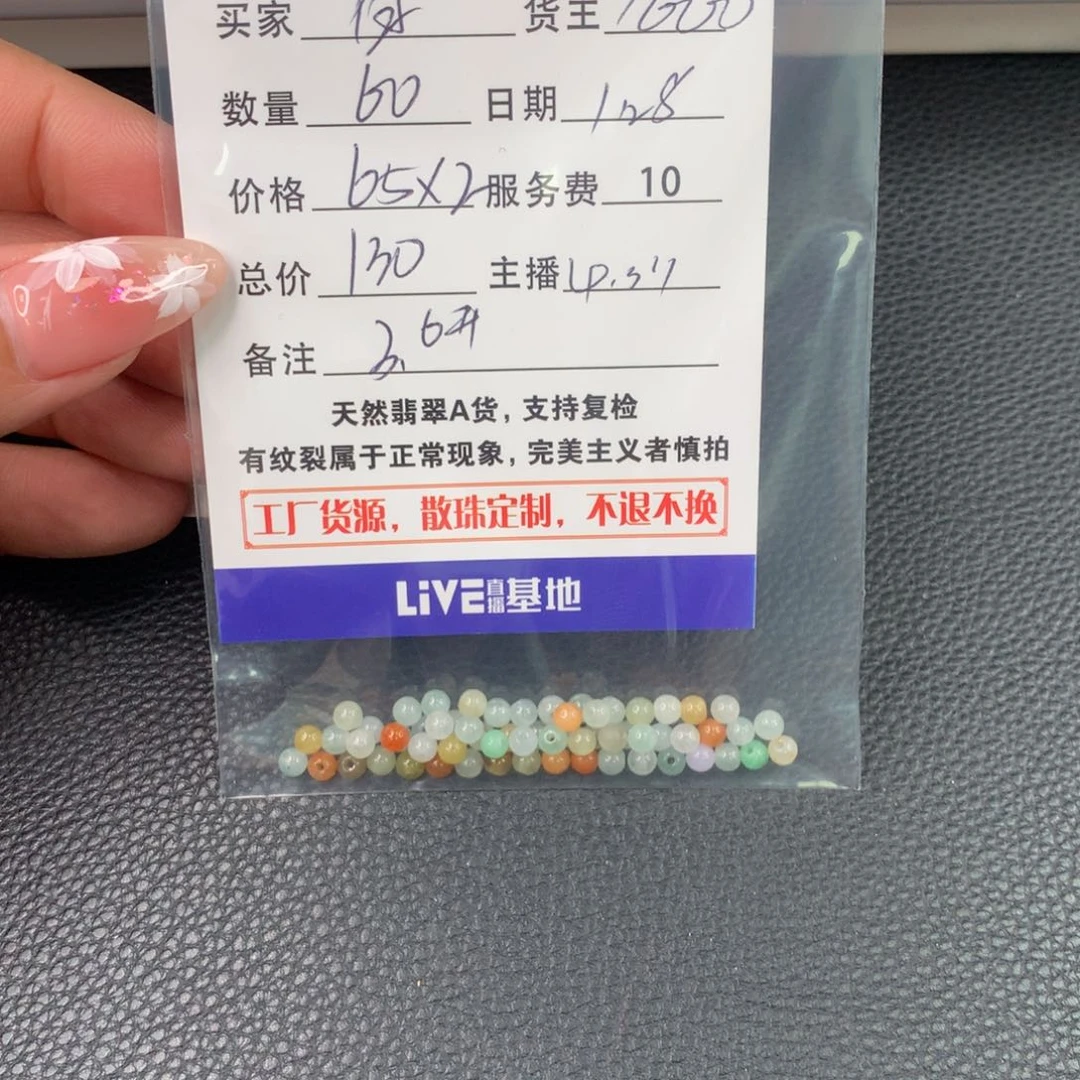 买家 货主
数量 60 日期 128
价格 65X2 服务费 10
总价 130 主播
备注 3.6
天然翡翠A货，支持复检
有纹裂属于正常现象，完美主义者慎拍
工厂货源，散珠定制，不退不换
LiVE直播基地